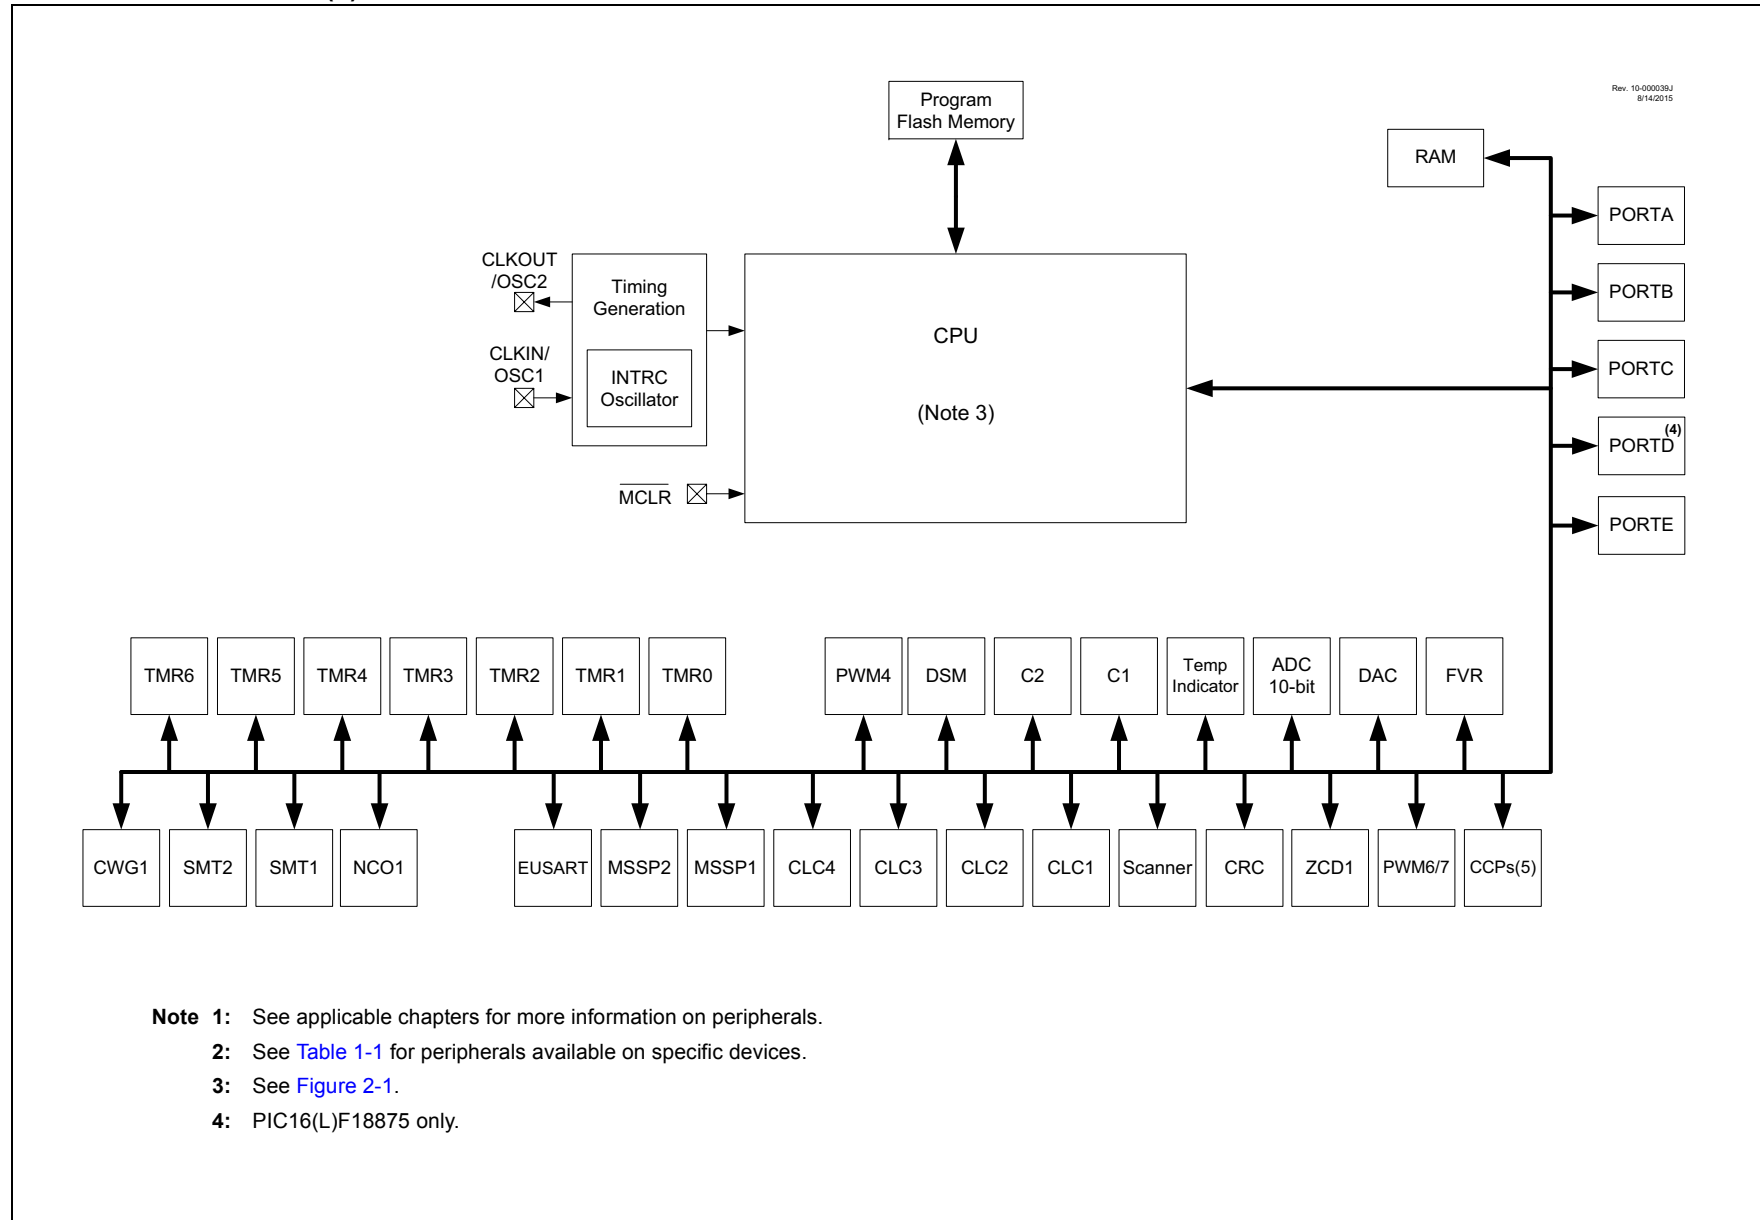 Rev. 10-000039J
8/14/2015
Program
Flash Memory
RAM
PORTA
PORTB
PORTC
(4)
PORTD
PORTE
CLKOUT
/OSC2
Timing
Generation
CLKIN/
OSC1
INTRC
Oscillator
MCLR
CPU
(Note 3)
TMR6
TMR5
TMR4
TMR3
TMR2
TMR1
TMR0
PWM4
DSM
C2
C1
Temp
Indicator
ADC
10-bit
DAC
FVR
CWG1
SMT2
SMT1
NCO1
EUSART
MSSP2
MSSP1
CLC4
CLC3
CLC2
CLC1
Scanner
CRC
ZCD1
PWM6/7
CCPs(5)
Note 1: See applicable chapters for more information on peripherals.
2: See Table 1-1 for peripherals available on specific devices.
3: See Figure 2-1.
4: PIC16(L)F18875 only.